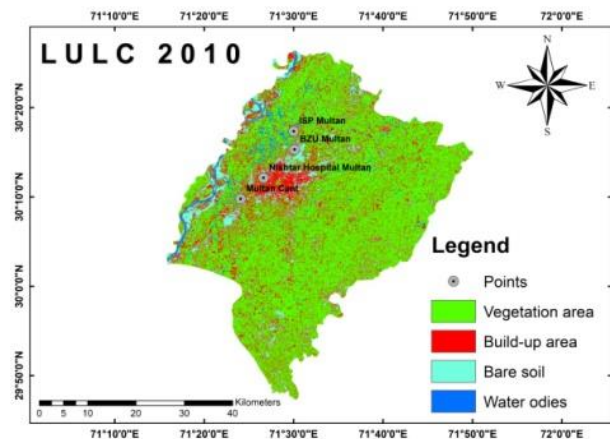 71°10'0"E 71°20'0"E 71°30'0"E 71°40'0"E 71°50'0"E 72°0'0"E
LULC 2010
N
W E
S
30°20'0"N
30°10'0"N
30°0'0"N
29°50'0"N
ISP Multan
BZU Multan
Nishtar Hospital Multan
Multan Cant
Legend
Points
Vegetation area
Build-up area
Bare soil
Water odies
Kilometers
0 5 10 20 30 40
71°10'0"E 71°20'0"E 71°30'0"E 71°40'0"E 71°50'0"E 72°0'0"E